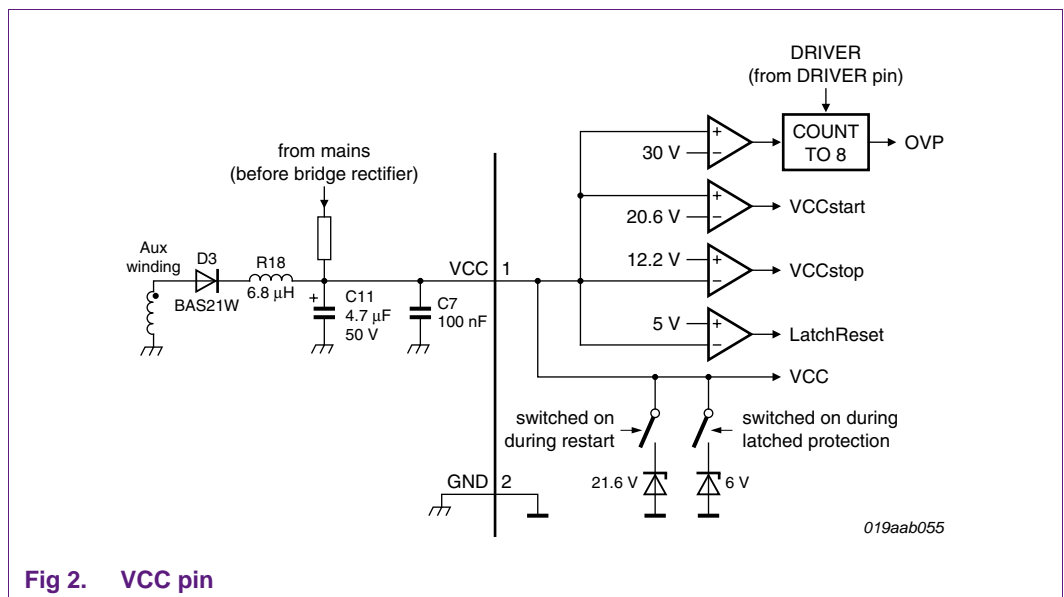 DRIVER
(from DRIVER pin)
COUNT
TO 8
OVP
+
−
30 V
from mains
(before bridge rectifier)
+
−
20.6 V
VCCstart
Aux
winding
D3
BAS21W
R18
6.8 μH
+
C11
4.7 μF
50 V
C7
100 nF
VCC
1
12.2 V
+
−
VCCstop
5 V
+
−
LatchReset
VCC
switched on
during restart
switched on during
latched protection
21.6 V
6 V
GND
2
019aab055
Fig 2. VCC pin